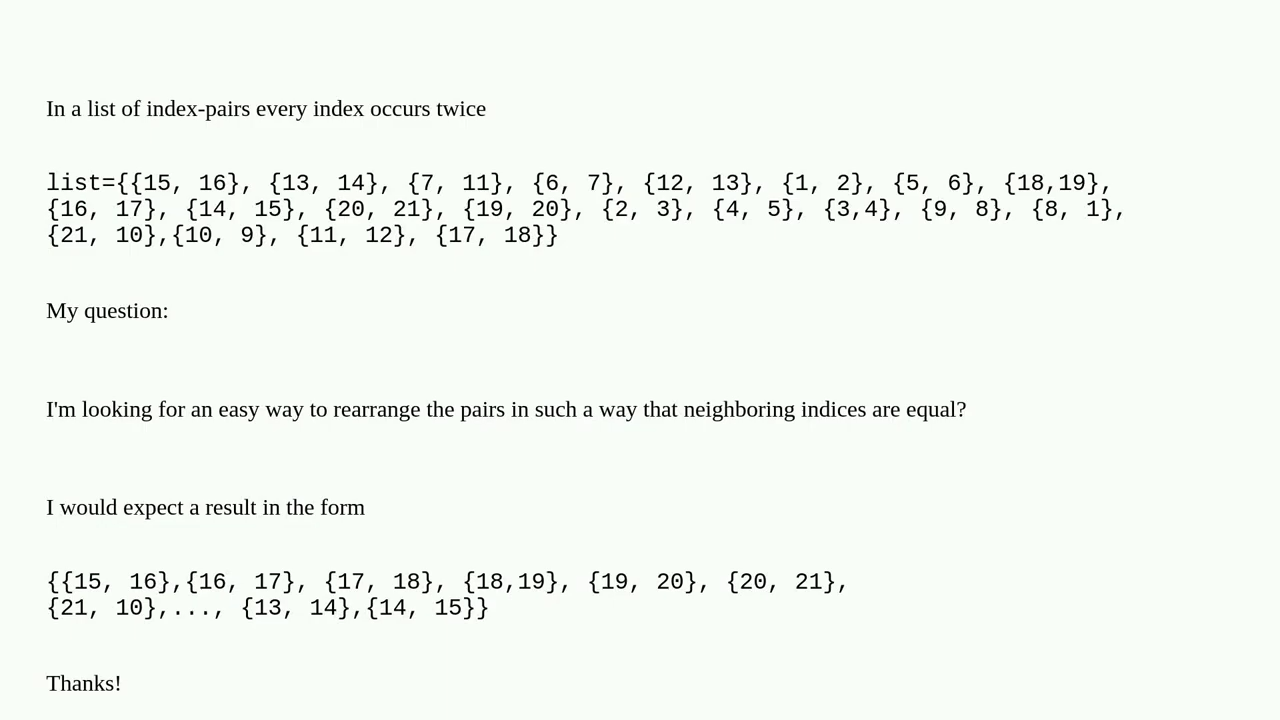 In a list of index-pairs every index occurs twice
list={{15, 16}, {13, 14}, {7, 11}, {6, 7}, {12, 13}, {1, 2}, {5, 6}, {18,19},
{16, 17}, {14, 15}, {20, 21}, {19, 20}, {2, 3}, {4, 5}, {3,4}, {9, 8}, {8, 1},
{21, 10},{10, 9}, {11, 12}, {17, 18}}
My question:
I'm looking for an easy way to rearrange the pairs in such a way that neighboring indices are equal?
I would expect a result in the form
{{15, 16},{16, 17}, {17, 18}, {18,19}, {19, 20}, {20, 21},
{21, 10},..., {13, 14},{14, 15}}
Thanks!